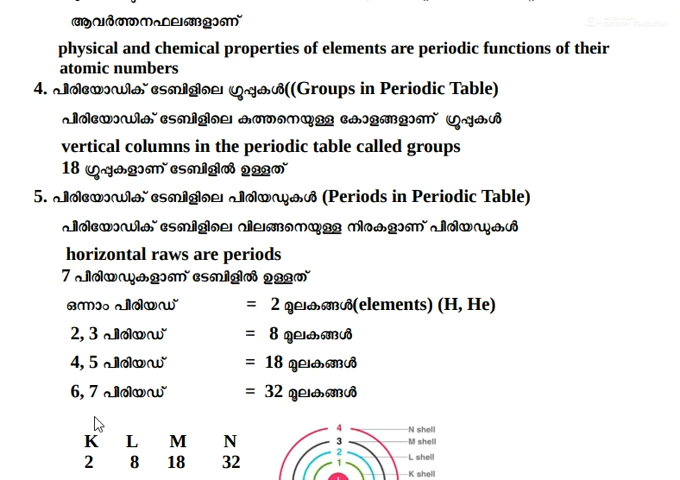 ആവർത്തനഫലങ്ങളാണ്
physical and chemical properties of elements are periodic functions of their
atomic numbers
4. പീരിയോഡിക് ടേബിളിലെ ഗ്രൂപ്പുകൾ((Groups in Periodic Table)
പീരിയോഡിക് ടേബിളിലെ കുത്തനെയുള്ള കോളങ്ങളാണ് ഗ്രൂപ്പുകൾ
vertical columns in the periodic table called groups
18 ഗ്രൂപ്പുകളാണ് ടേബിളിൽ ഉള്ളത്
5. പീരിയോഡിക് ടേബിളിലെ പീരിയഡുകൾ (Periods in Periodic Table)
പീരിയോഡിക് ടേബിളിലെ വിലങ്ങനെയുള്ള നിരകളാണ് പീരിയഡുകൾ
horizontal raws are periods
7 പീരിയഡുകളാണ് ടേബിളിൽ ഉള്ളത്
ഒന്നാം പീരിയഡ് = 2 മൂലകങ്ങൾ(elements) (H, He)
2, 3 പീരിയഡ് = 8 മൂലകങ്ങൾ
4, 5 പീരിയഡ് = 18 മൂലകങ്ങൾ
6, 7 പീരിയഡ് = 32 മൂലകങ്ങൾ
K L M N
2 8 18 32
4 N shell
3 M shell
2 L shell
1 K shell